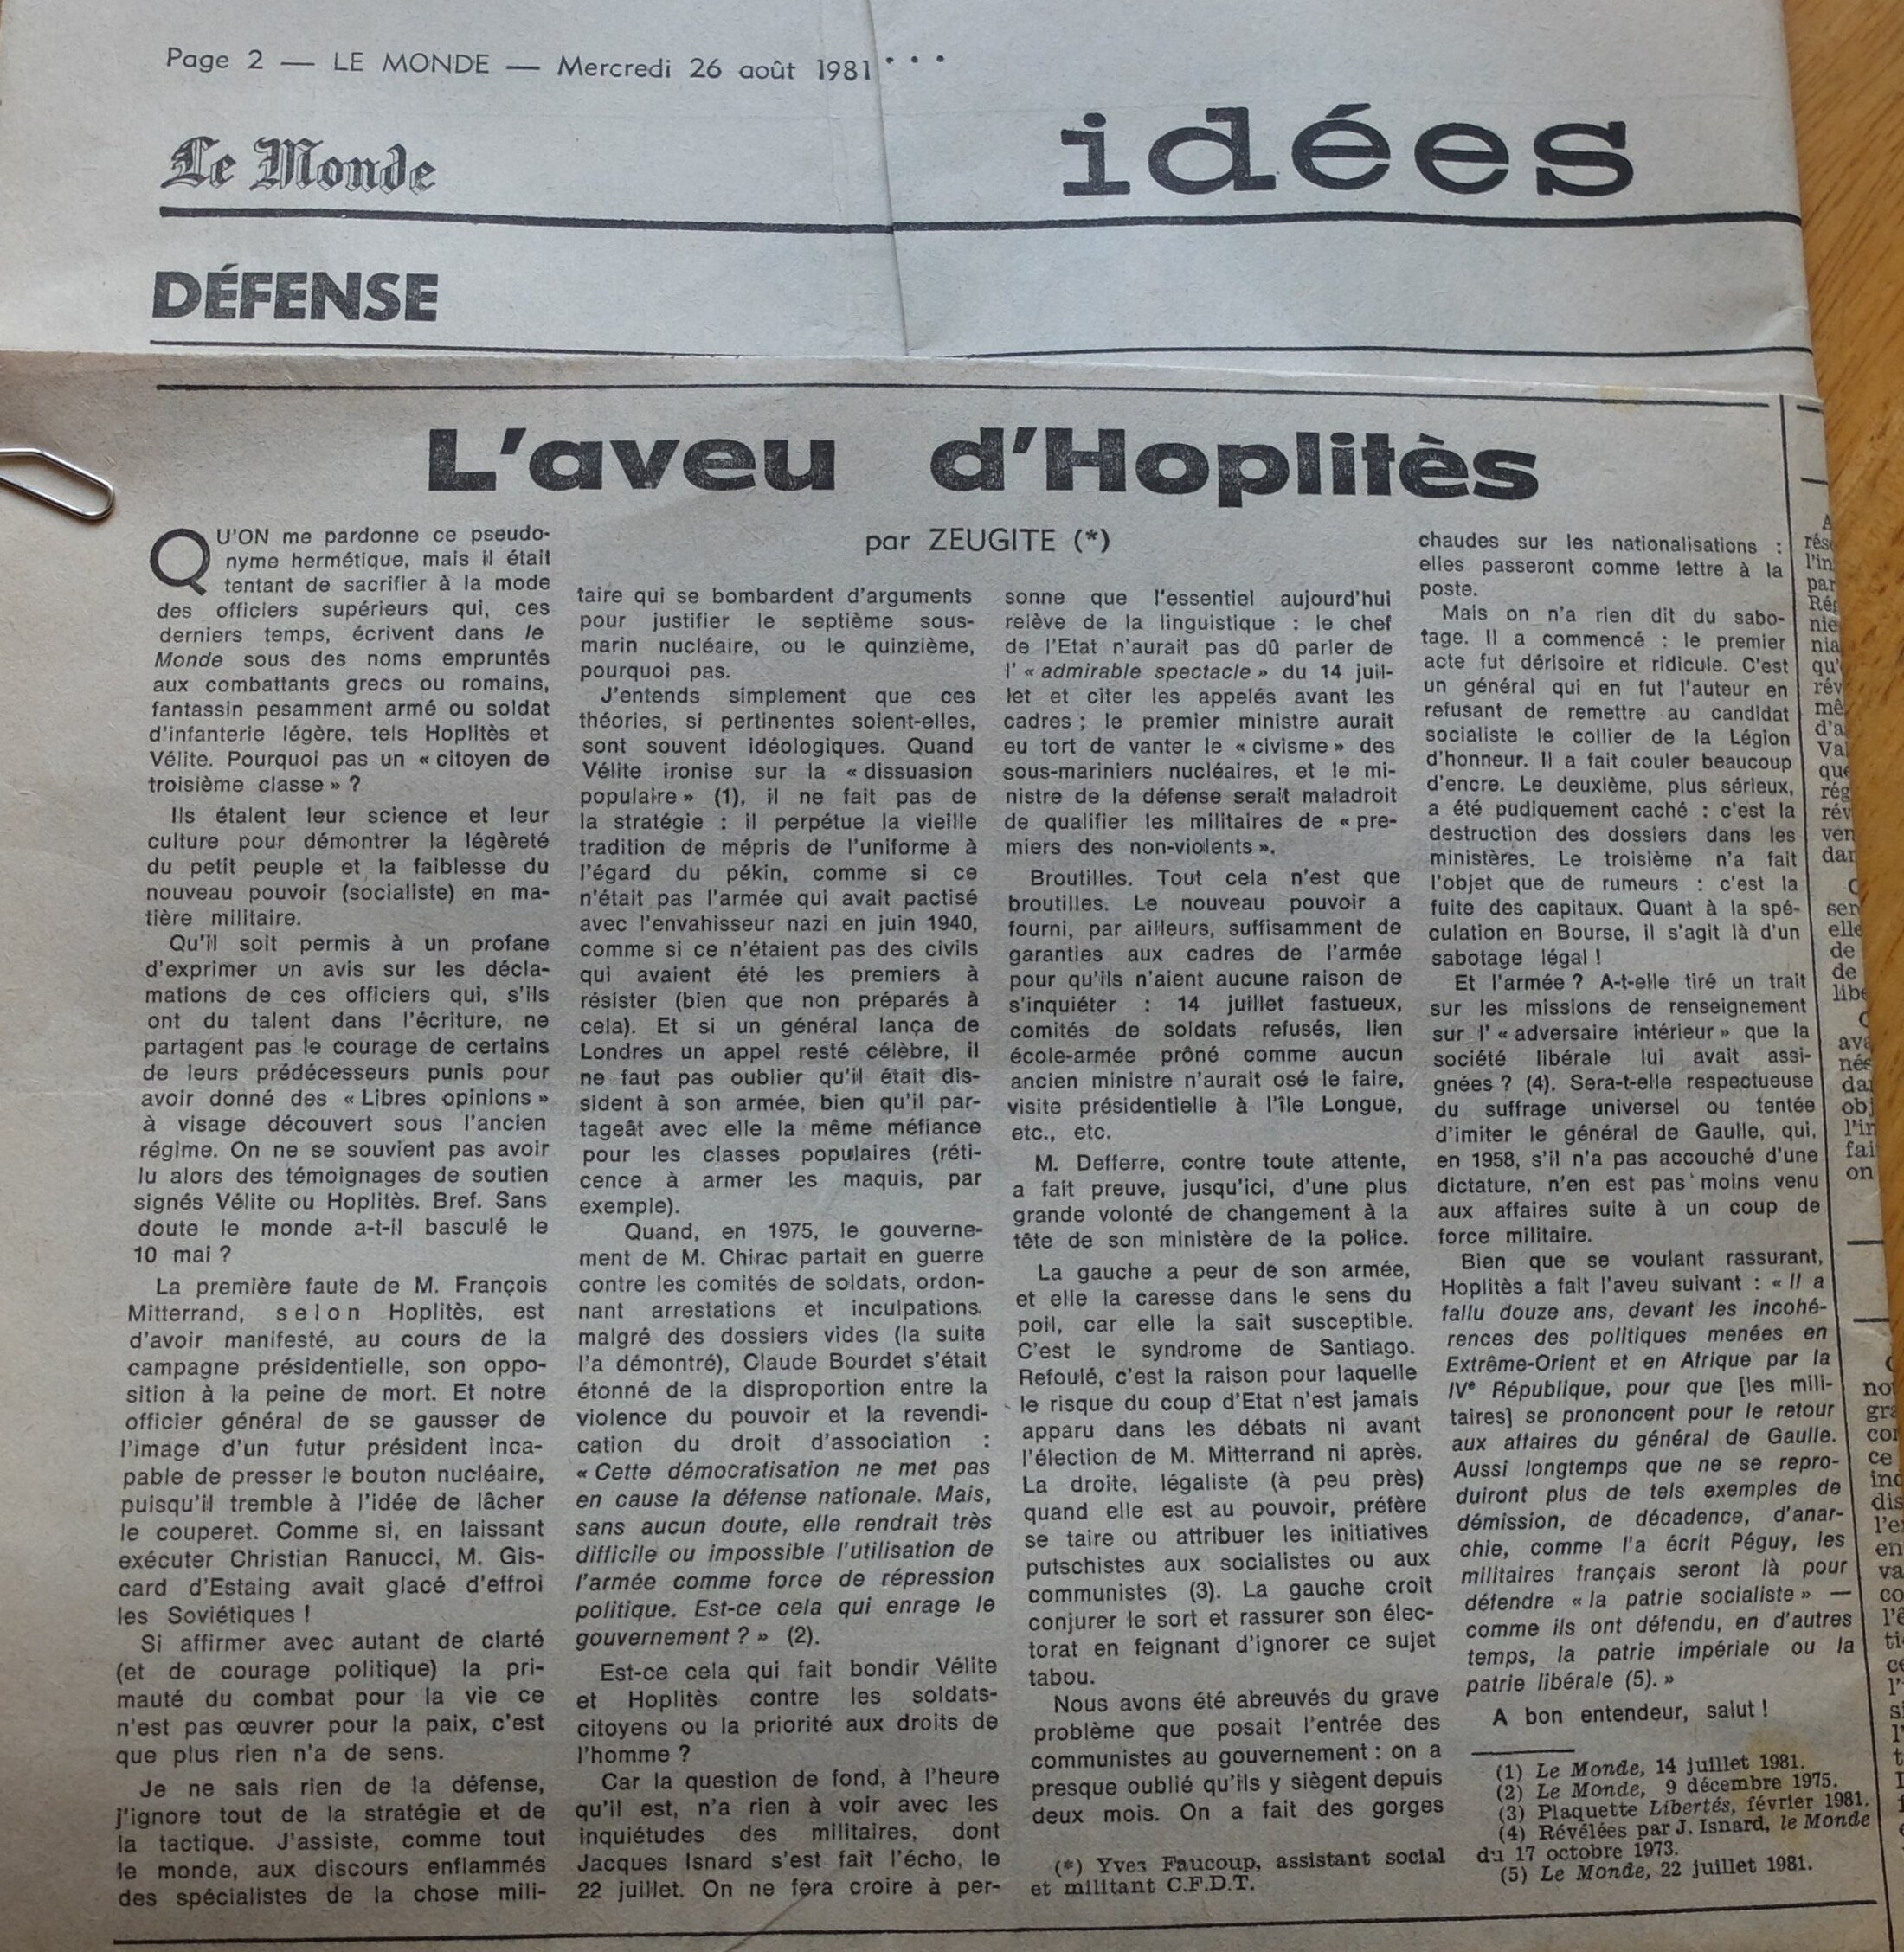 Page 2 — LE MONDE — Mercredi 26 août 1981 • • •
Le Monde
idées
DÉFENSE
L'aveu d'Hoplitès
par ZEUGITE (*)
QU'ON me pardonne ce pseudo-
nyme hermétique, mais il était
tentant de sacrifier à la mode
des officiers supérieurs qui, ces
derniers temps, écrivent dans le
Monde sous des noms empruntés
aux combattants grecs ou romains,
fantassin pesamment armé ou soldat
d'infanterie légère, tels Hoplitès et
Vélite. Pourquoi pas un « citoyen de
troisième classe » ?
Ils étalent leur science et leur
culture pour démontrer la légèreté
du petit peuple et la faiblesse du
nouveau pouvoir (socialiste) en ma-
tière militaire.
Qu'il soit permis à un profane
d'exprimer un avis sur les décla-
mations de ces officiers qui, s'ils
ont du talent dans l'écriture, ne
partagent pas le courage de certains
de leurs prédécesseurs punis pour
avoir donné des « Libres opinions »
à visage découvert sous l'ancien
régime. On ne se souvient pas avoir
lu alors des témoignages de soutien
signés Vélite ou Hoplitès. Bref. Sans
doute le monde a-t-il basculé le
10 mai ?
La première faute de M. François
Mitterrand, selon Hoplitès, est
d'avoir manifesté, au cours de la
campagne présidentielle, son oppo-
sition à la peine de mort. Et notre
officier général de se gausser de
l'image d'un futur président inca-
pable de presser le bouton nucléaire,
puisqu'il tremble à l'idée de lâcher
le couperet. Comme si, en laissant
exécuter Christian Ranucci, M. Gis-
card d'Estaing avait glacé d'effroi
les Soviétiques !
Si affirmer avec autant de clarté
(et de courage politique) la pri-
mauté du combat pour la vie ce
n'est pas œuvrer pour la paix, c'est
que plus rien n'a de sens.
Je ne sais rien de la défense,
j'ignore tout de la stratégie et de
la tactique. J'assiste, comme tout
le monde, aux discours enflammés
des spécialistes de la chose mili-
taire qui se bombardent d'arguments
pour justifier le septième sous-
marin nucléaire, ou le quinzième,
pourquoi pas.
J'entends simplement que ces
théories, si pertinentes soient-elles,
sont souvent idéologiques. Quand
Vélite ironise sur la « dissuasion
populaire » (1), il ne fait pas de
la stratégie : il perpétue la vieille
tradition de mépris de l'uniforme à
l'égard du pékin, comme si ce
n'était pas l'armée qui avait pactisé
avec l'envahisseur nazi en juin 1940,
comme si ce n'étaient pas des civils
qui avaient été les premiers à
résister (bien que non préparés à
cela). Et si un général lança de
Londres un appel resté célèbre, il
ne faut pas oublier qu'il était dis-
sident à son armée, bien qu'il par-
tageât avec elle la même méfiance
pour les classes populaires (réti-
cence à armer les maquis, par
exemple).
Quand, en 1975, le gouverne-
ment de M. Chirac partait en guerre
contre les comités de soldats, ordon-
nant arrestations et inculpations.
malgré des dossiers vides (la suite
l'a démontré), Claude Bourdet s'était
étonné de la disproportion entre la
violence du pouvoir et la revendi-
cation du droit d'association :
« Cette démocratisation ne met pas
en cause la défense nationale. Mais,
sans aucun doute, elle rendrait très
difficile ou impossible l'utilisation de
l'armée comme force de répression
politique. Est-ce cela qui enrage le
gouvernement ? » (2).
Est-ce cela qui fait bondir Vélite
et Hoplitès contre les soldats-
citoyens ou la priorité aux droits de
l'homme ?
Car la question de fond, à l'heure
qu'il est, n'a rien à voir avec les
inquiétudes des militaires, dont
Jacques Isnard s'est fait l'écho, le
22 juillet. On ne fera croire à per-
sonne que l'essentiel aujourd'hui
relève de la linguistique : le chef
de l'Etat n'aurait pas dû parler de
l' « admirable spectacle » du 14 juil-
let et citer les appelés avant les
cadres ; le premier ministre aurait
eu tort de vanter le « civisme » des
sous-mariniers nucléaires, et le mi-
nistre de la défense serait maladroit
de qualifier les militaires de « pre-
miers des non-violents ».
Broutilles. Tout cela n'est que
broutilles. Le nouveau pouvoir a
fourni, par ailleurs, suffisamment de
garanties aux cadres de l'armée
pour qu'ils n'aient aucune raison de
s'inquiéter : 14 juillet fastueux,
comités de soldats refusés, lien
école-armée prôné comme aucun
ancien ministre n'aurait osé le faire,
visite présidentielle à l'île Longue,
etc., etc.
M. Defferre, contre toute attente,
a fait preuve, jusqu'ici, d'une plus
grande volonté de changement à la
tête de son ministère de la police.
La gauche a peur de son armée,
et elle la caresse dans le sens du
poil, car elle la sait susceptible.
C'est le syndrome de Santiago.
Refoulé, c'est la raison pour laquelle
le risque du coup d'Etat n'est jamais
apparu dans les débats ni avant
l'élection de M. Mitterrand ni après.
La droite, légaliste (à peu près)
quand elle est au pouvoir, préfère
se taire ou attribuer les initiatives
putschistes aux socialistes ou aux
communistes (3). La gauche croit
conjurer le sort et rassurer son élec-
torat en feignant d'ignorer ce sujet
tabou.
Nous avons été abreuvés du grave
problème que posait l'entrée des
communistes au gouvernement : on a
presque oublié qu'ils y siègent depuis
deux mois. On a fait des gorges
(*) Yves Faucoup, assistant social
et militant C.F.D.T.
chaudes sur les nationalisations :
elles passeront comme lettre à la
poste.
Mais on n'a rien dit du sabo-
tage. Il a commencé : le premier
acte fut dérisoire et ridicule. C'est
un général qui en fut l'auteur en
refusant de remettre au candidat
socialiste le collier de la Légion
d'honneur. Il a fait couler beaucoup
d'encre. Le deuxième, plus sérieux,
a été pudiquement caché : c'est la
destruction des dossiers dans les
ministères. Le troisième n'a fait
l'objet que de rumeurs : c'est la
fuite des capitaux. Quant à la spé-
culation en Bourse, il s'agit là d'un
sabotage légal !
Et l'armée ? A-t-elle tiré un trait
sur les missions de renseignement
sur l' « adversaire intérieur » que la
société libérale lui avait assi-
gnées ? (4). Sera-t-elle respectueuse
du suffrage universel ou tentée
d'imiter le général de Gaulle, qui,
en 1958, s'il n'a pas accouché d'une
dictature, n'en est pas moins venu
aux affaires suite à un coup de
force militaire.
Bien que se voulant rassurant,
Hoplitès a fait l'aveu suivant : « Il a
fallu douze ans, devant les incohé-
rences des politiques menées en
Extrême-Orient et en Afrique par la
IVe République, pour que [les mili-
taires] se prononcent pour le retour
aux affaires du général de Gaulle.
Aussi longtemps que ne se repro-
duiront plus de tels exemples de
démission, de décadence, d'anar-
chie, comme l'a écrit Péguy, les
militaires français seront là pour
défendre « la patrie socialiste » —
comme ils ont défendu, en d'autres
temps, la patrie impériale ou la
patrie libérale (5). »
A bon entendeur, salut !
(1) Le Monde, 14 juillet 1981.
(2) Le Monde, 9 décembre 1975.
(3) Plaquette Libertés, février 1981.
(4) Révélées par J. Isnard, le Monde
du 17 octobre 1973.
(5) Le Monde, 22 juillet 1981.